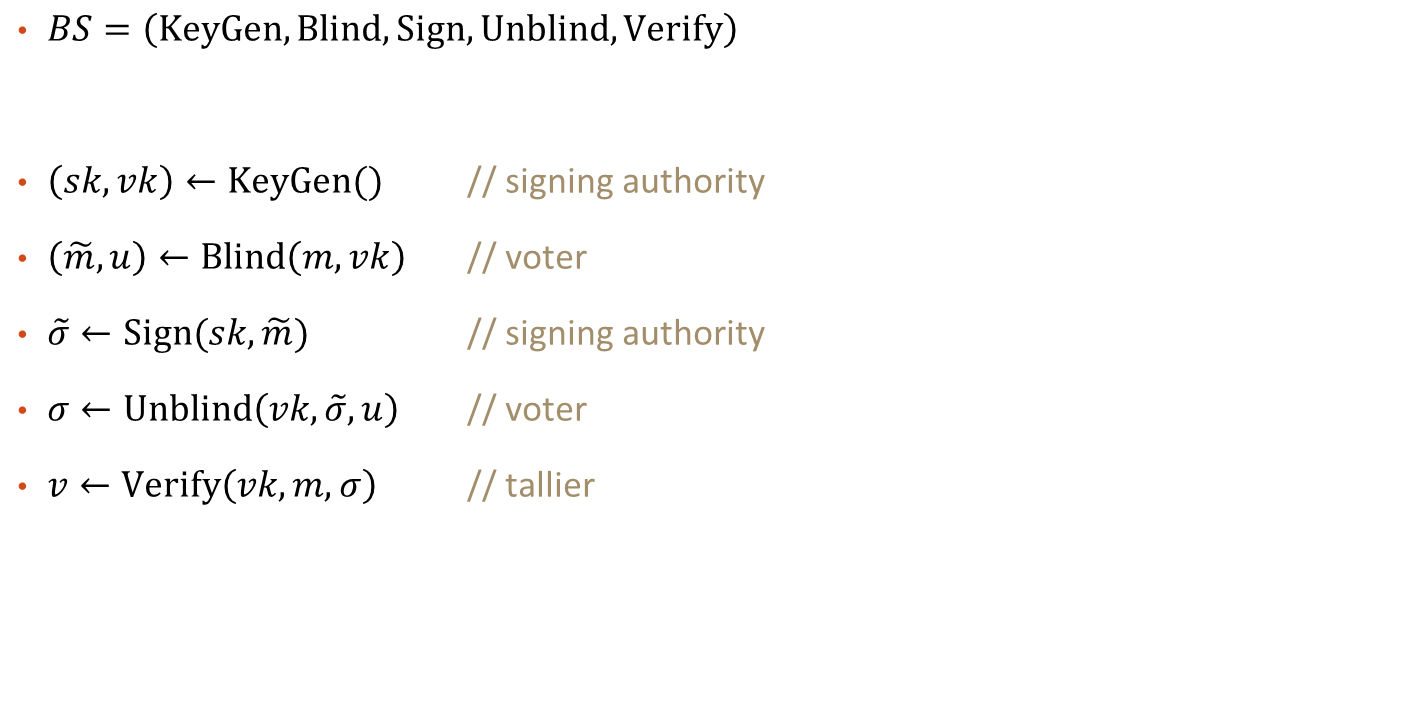 • 𝐵𝑆 = (KeyGen, Blind, Sign, Unblind, Verify)
• (𝑠𝑘, 𝑣𝑘) ← KeyGen() // signing authority
• (𝑚̃, 𝑢) ← Blind(𝑚, 𝑣𝑘) // voter
• 𝜎̃ ← Sign(𝑠𝑘, 𝑚̃) // signing authority
• 𝜎 ← Unblind(𝑣𝑘, 𝜎̃, 𝑢) // voter
• 𝑣 ← Verify(𝑣𝑘, 𝑚, 𝜎) // tallier